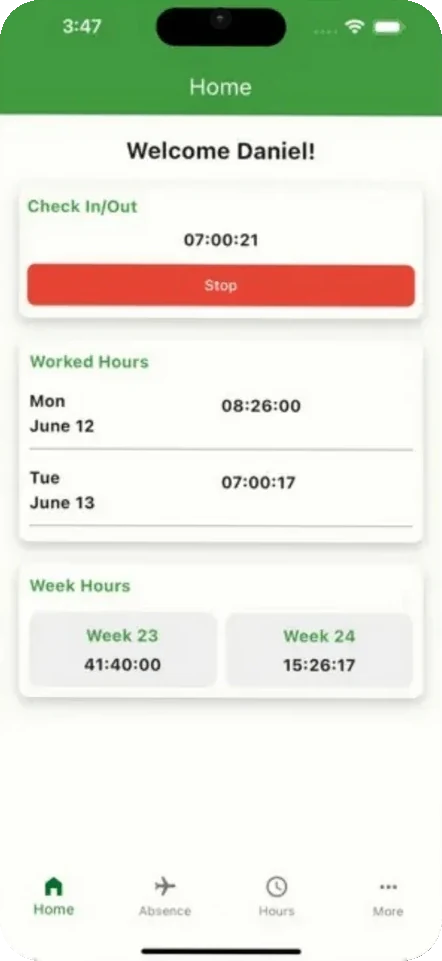 3:47
Home
Welcome Daniel!
Check In/Out
07:00:21
Stop
Worked Hours
Mon
June 12
08:26:00
Tue
June 13
07:00:17
Week Hours
Week 23
41:40:00
Week 24
15:26:17
Home
Absence
Hours
More